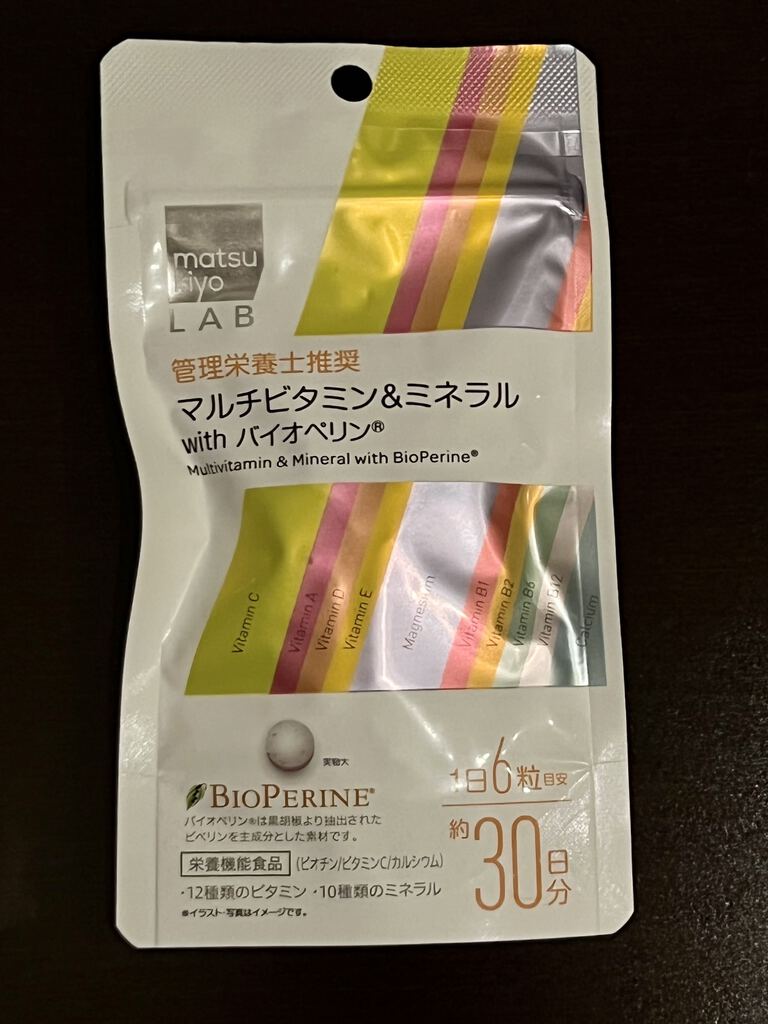 matsu
kiyo
LAB
管理栄養士推奨
マルチビタミン&ミネラル
with バイオペリン®
Multivitamin & Mineral with BioPerine®
Vitamin C
Vitamin A
Vitamin D
Vitamin E
Magnesium
Vitamin B1
Vitamin B2
Vitamin B6
Vitamin B12
Calcium
実物大
BIOPERINE®
バイオペリン®は黒胡椒より抽出された
ピペリンを主成分とした素材です。
栄養機能食品 (ビオチン/ビタミンC/カルシウム)
・12種類のビタミン ・10種類のミネラル
※イラスト・写真はイメージです。
1日6粒目安
約30日分